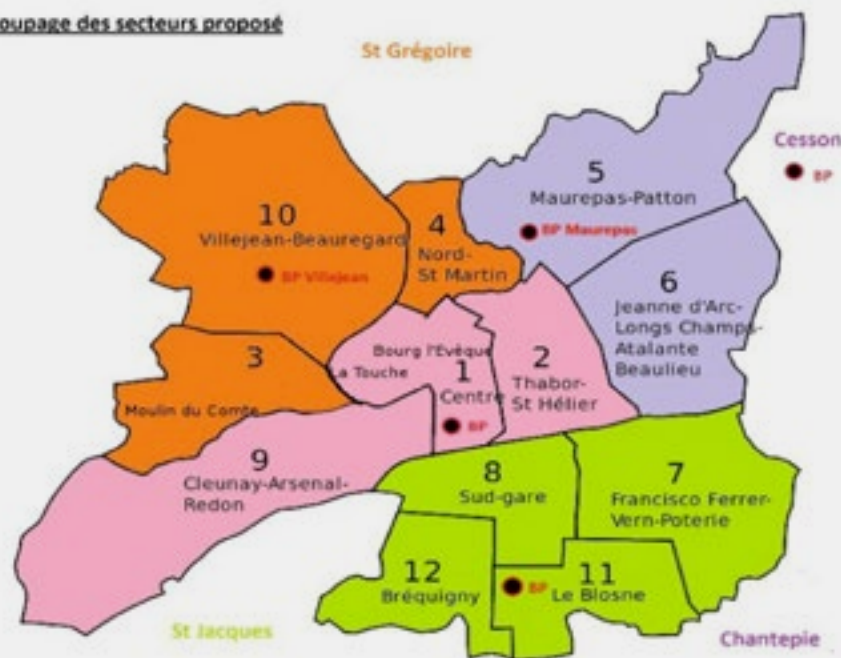 oupage des secteurs proposé
St Grégoire
Cesson
BP
5
Maurepas-Patton
BP Maurepas
10
Villejean-Beauregard
BP Villejean
4
Nord-
St Martin
6
Jeanne d'Arc-
Longs Champs-
Atalante
Beaulieu
3
Moulin du Comte
Bourg l'Evêque
La Touche
1
Centre
BP
2
Thabor-
St Hélier
9
Cleunay-Arsenal-
Redon
8
Sud-gare
7
Francisco Ferrer-
Vern-Poterie
12
Bréquigny
BP
11
Le Blosne
St Jacques
Chantepie